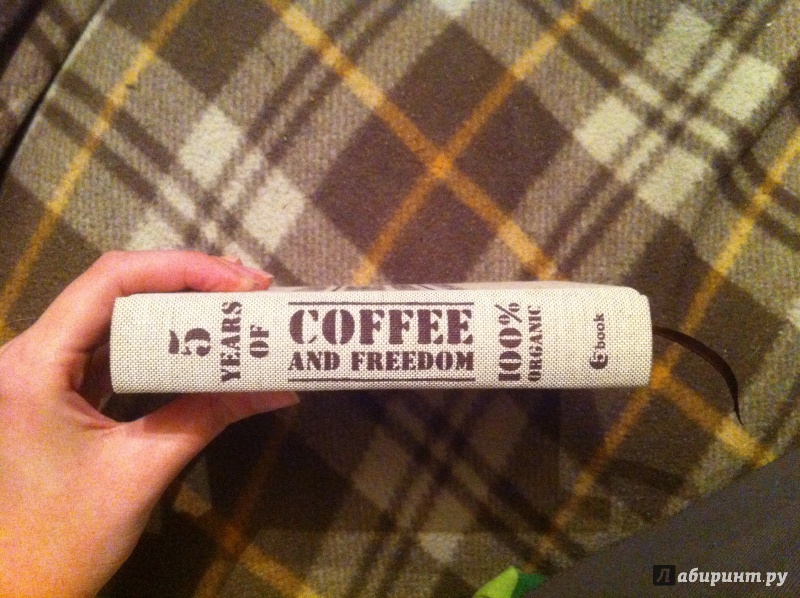 5
YEARS
OF
COFFEE
AND FREEDOM
100%
ORGANIC
book
Лабиринт.ру